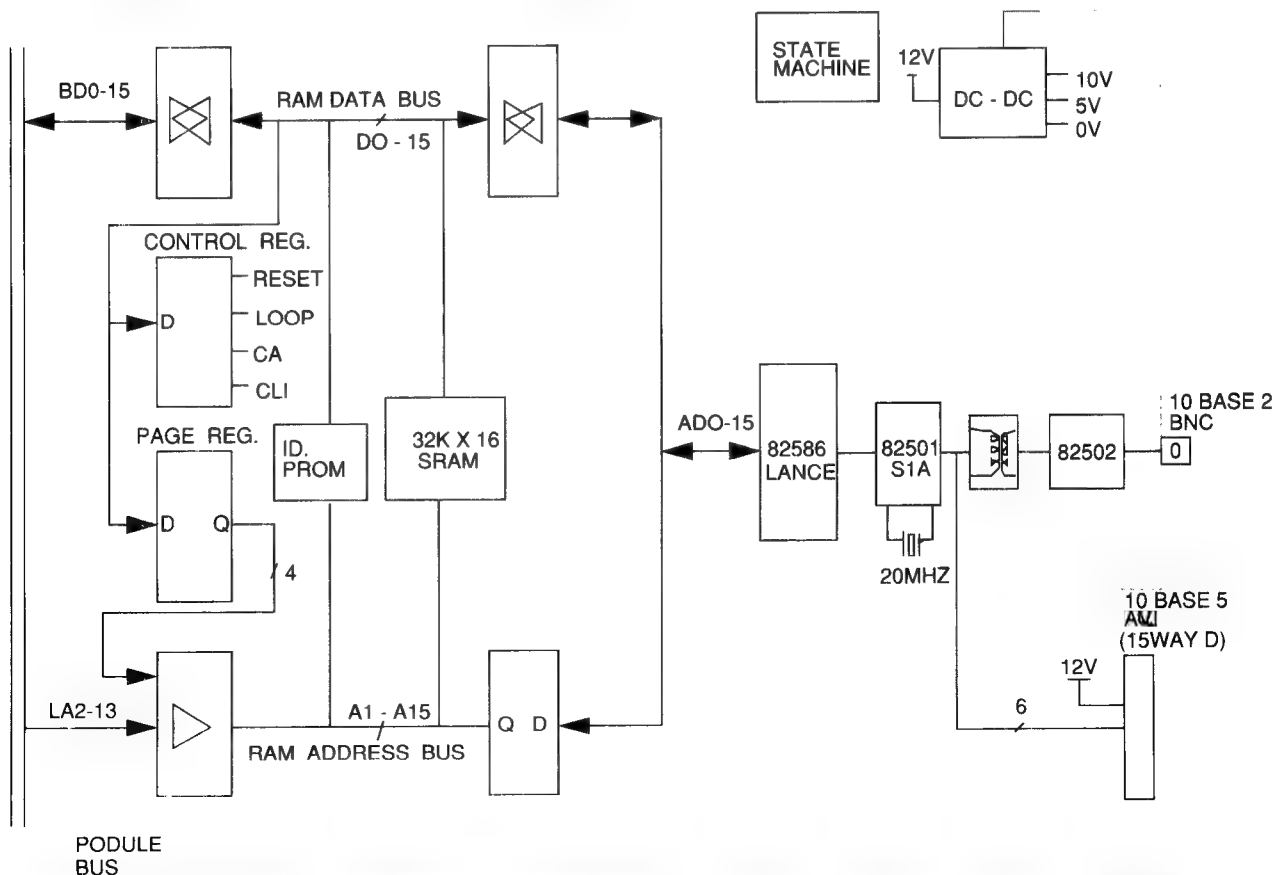 STATE
MACHINE
12V
DC - DC
10V
5V
0V
BD0-15
RAM DATA BUS
DO - 15
CONTROL REG.
D
RESET
LOOP
CA
CLI
PAGE REG.
D Q
4
ID.
PROM
32K X 16
SRAM
ADO-15
82586
LANCE
82501
S1A
20MHZ
82502
10 BASE 2
BNC
0
10 BASE 5
(15WAY D)
12V
6
LA2-13
A1 - A15
RAM ADDRESS BUS
Q D
PODULE
BUS